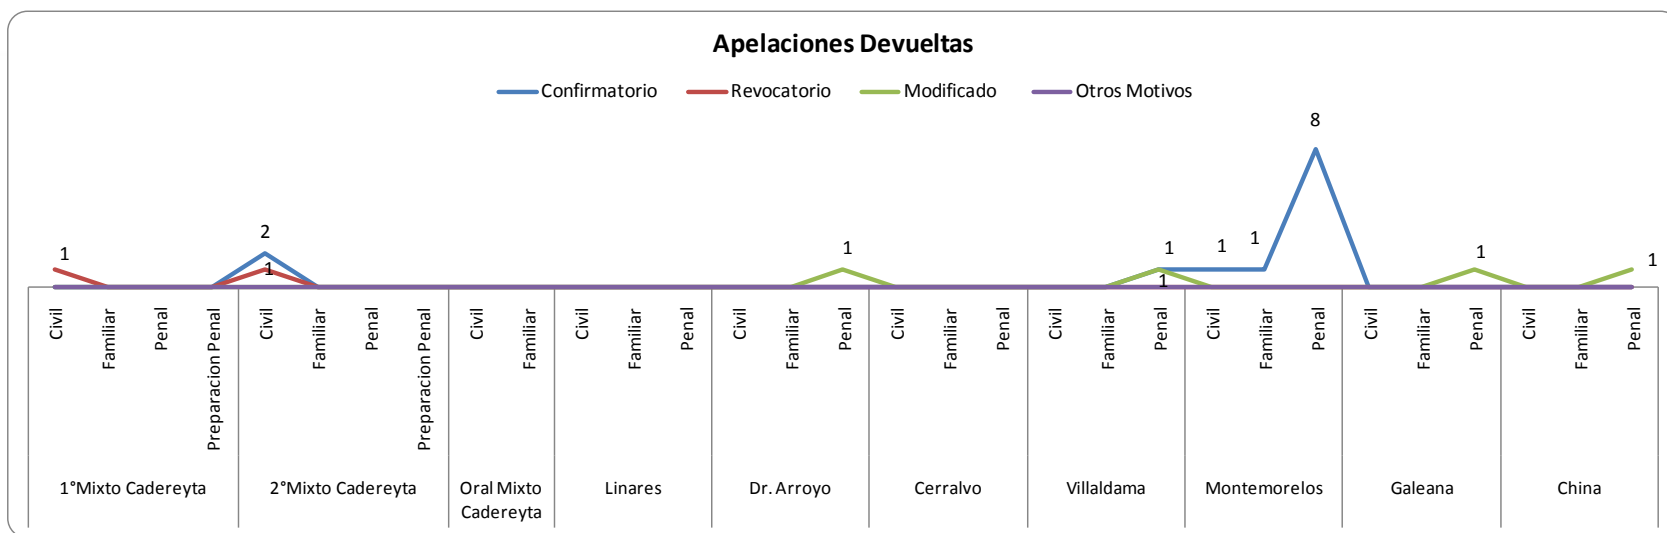 Apelaciones Devueltas
Confirmatorio Revocatorio Modificado Otros Motivos
8
2
1 1 1 1 1 1 1
1 1 1
Civil Familiar Penal Preparacion Penal Civil Familiar Penal Preparacion Penal Civil Familiar Civil Familiar Penal Civil Familiar Penal Civil Familiar Penal Civil Familiar Penal Civil Familiar Penal Civil Familiar Penal Civil Familiar Penal
1°Mixto Cadereyta 2°Mixto Cadereyta Oral Mixto Linares Dr. Arroyo Cerralvo Villaldama Montemorelos Galeana China
Cadereyta